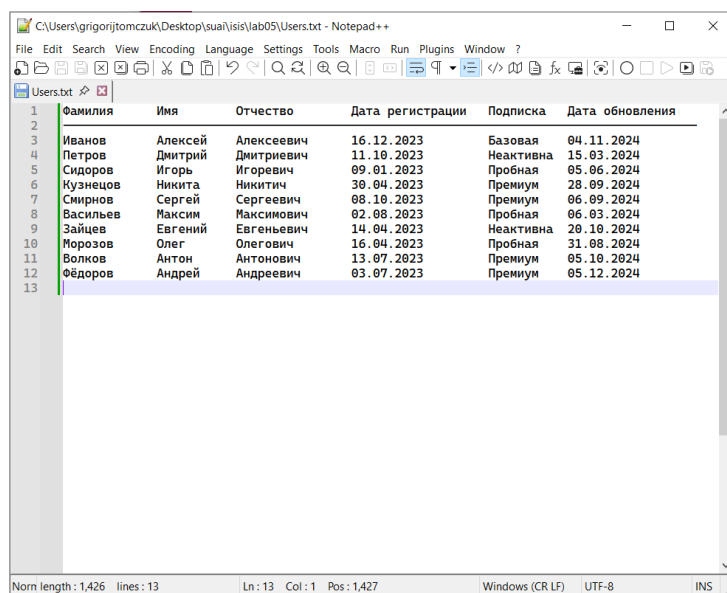 C:\Users\grigorijtomczuk\Desktop\suai\isis\lab05\Users.txt - Notepad++
File Edit Search View Encoding Language Settings Tools Macro Run Plugins Window ?
Users.txt
1 Фамилия Имя Отчество Дата регистрации Подписка Дата обновления
2
3 Иванов Алексей Алексеевич 16.12.2023 Базовая 04.11.2024
4 Петров Дмитрий Дмитриевич 11.10.2023 Неактивна 15.03.2024
5 Сидоров Игорь Игоревич 09.01.2023 Пробная 05.06.2024
6 Кузнецов Никита Никитич 30.04.2023 Премиум 28.09.2024
7 Смирнов Сергей Сергеевич 08.10.2023 Премиум 06.09.2024
8 Васильев Максим Максимович 02.08.2023 Пробная 06.03.2024
9 Зайцев Евгений Евгеньевич 14.04.2023 Неактивна 20.10.2024
10 Морозов Олег Олегович 16.04.2023 Пробная 31.08.2024
11 Волков Антон Антонович 13.07.2023 Премиум 05.10.2024
12 Фёдоров Андрей Андреевич 03.07.2023 Премиум 05.12.2024
13
Norm length : 1,426 lines : 13 Ln : 13 Col : 1 Pos : 1,427 Windows (CR LF) UTF-8 INS